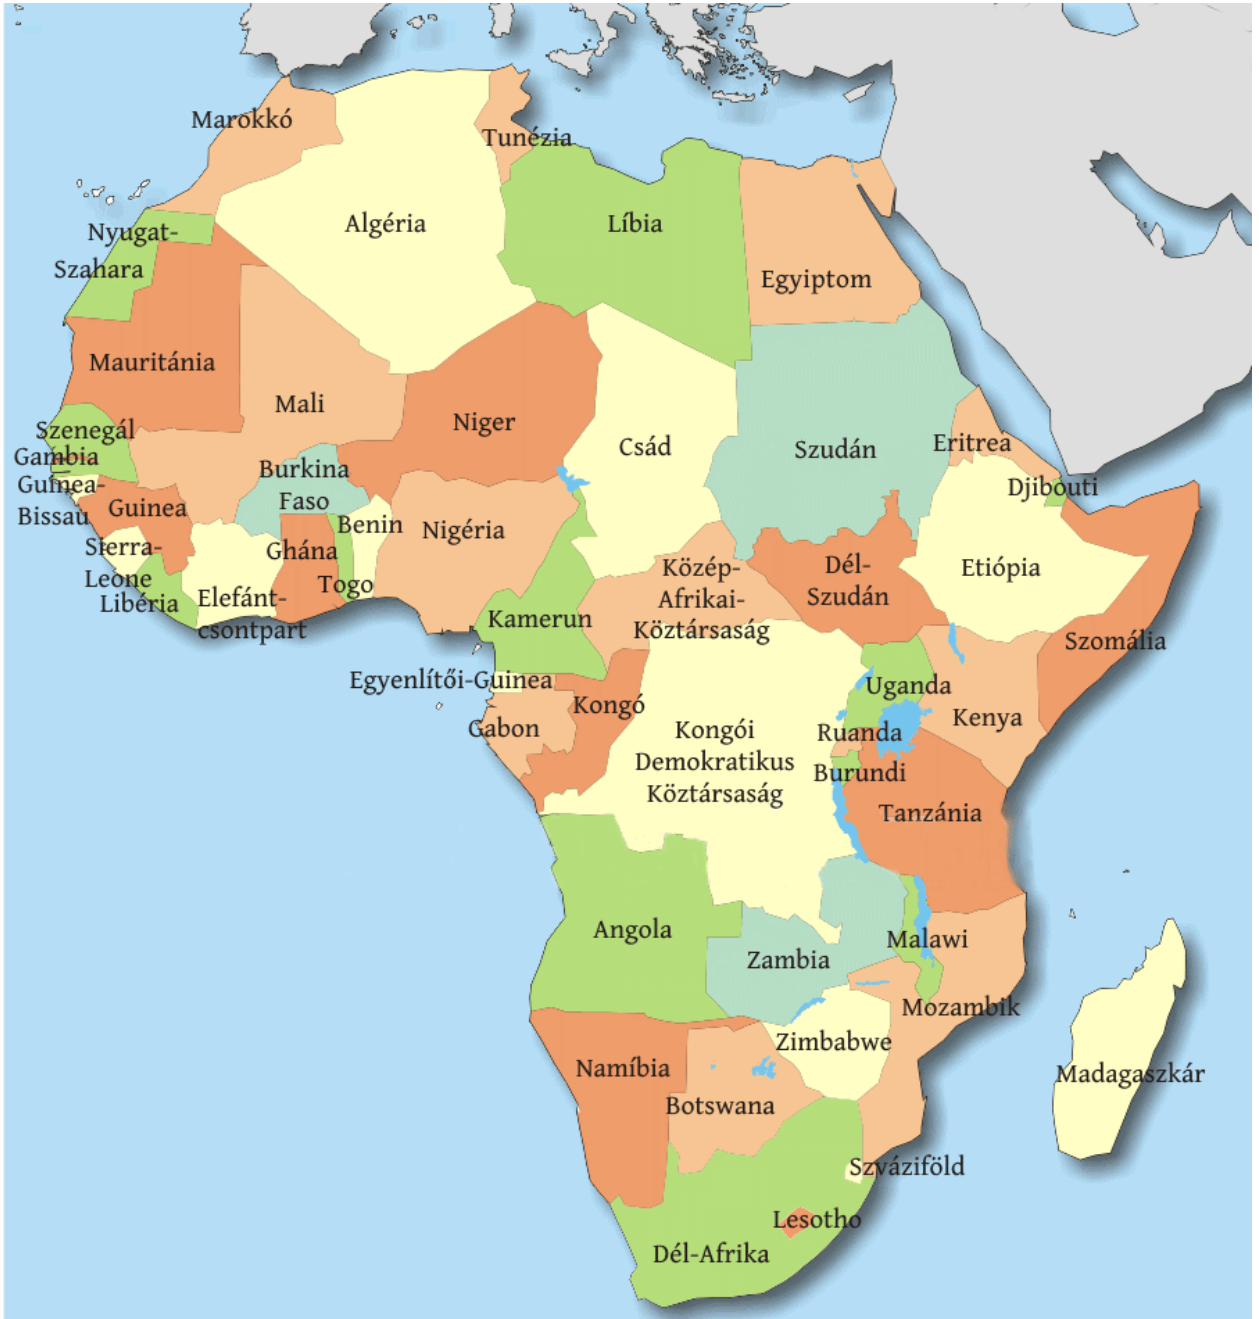 Marokkó
Tunézia
Algéria
Líbia
Nyugat-
Szahara
Egyiptom
Mauritánia
Mali
Niger
Csád
Szudán
Eritrea
Szenegál
Gambia
Guinea-
Bissau
Guinea
Burkina
Faso
Benin
Nigéria
Djibouti
Sierra-
Leone
Libéria
Elefánt-
csontpart
Ghána
Togo
Kamerun
Közép-
Afrikai-
Köztársaság
Dél-
Szudán
Etiópia
Szomália
Egyenlítői-Guinea
Gabon
Kongó
Kongói
Demokratikus
Köztársaság
Uganda
Kenya
Ruanda
Burundi
Tanzánia
Angola
Zambia
Malawi
Mozambik
Namíbia
Zimbabwe
Botswana
Madagaszkár
Szváziföld
Lesotho
Dél-Afrika